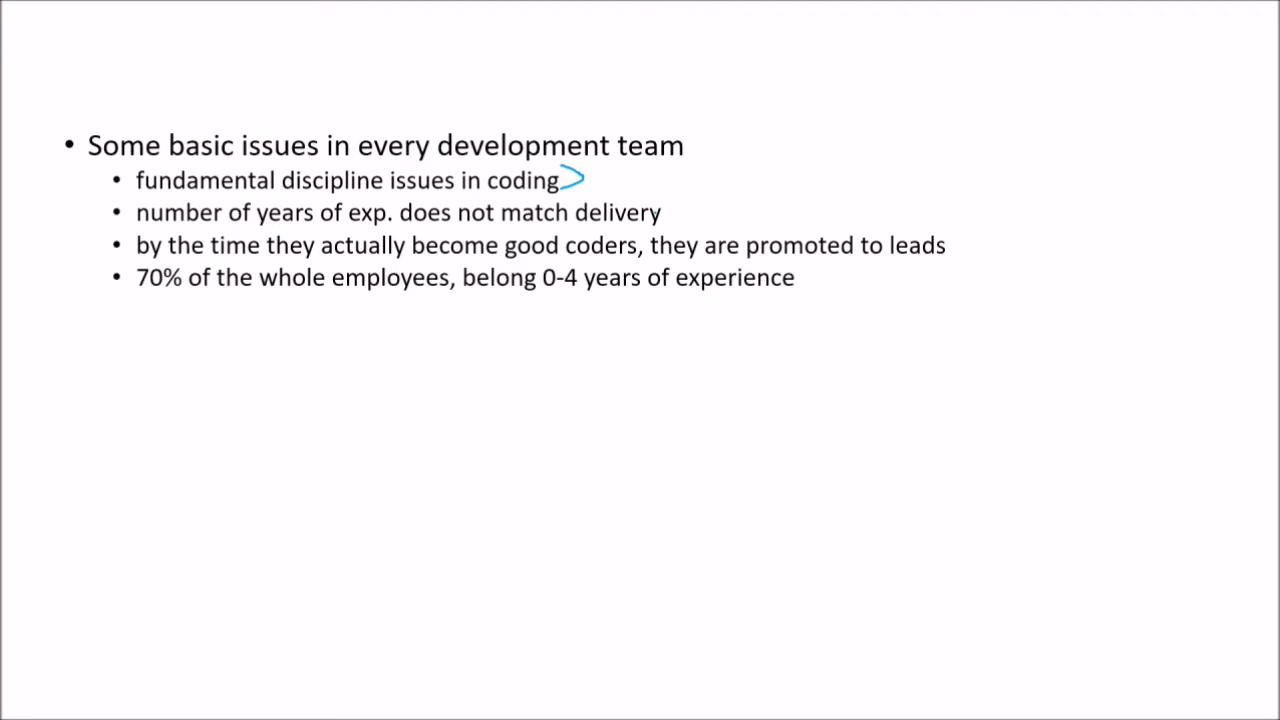 • Some basic issues in every development team
• fundamental discipline issues in coding
• number of years of exp. does not match delivery
• by the time they actually become good coders, they are promoted to leads
• 70% of the whole employees, belong 0-4 years of experience